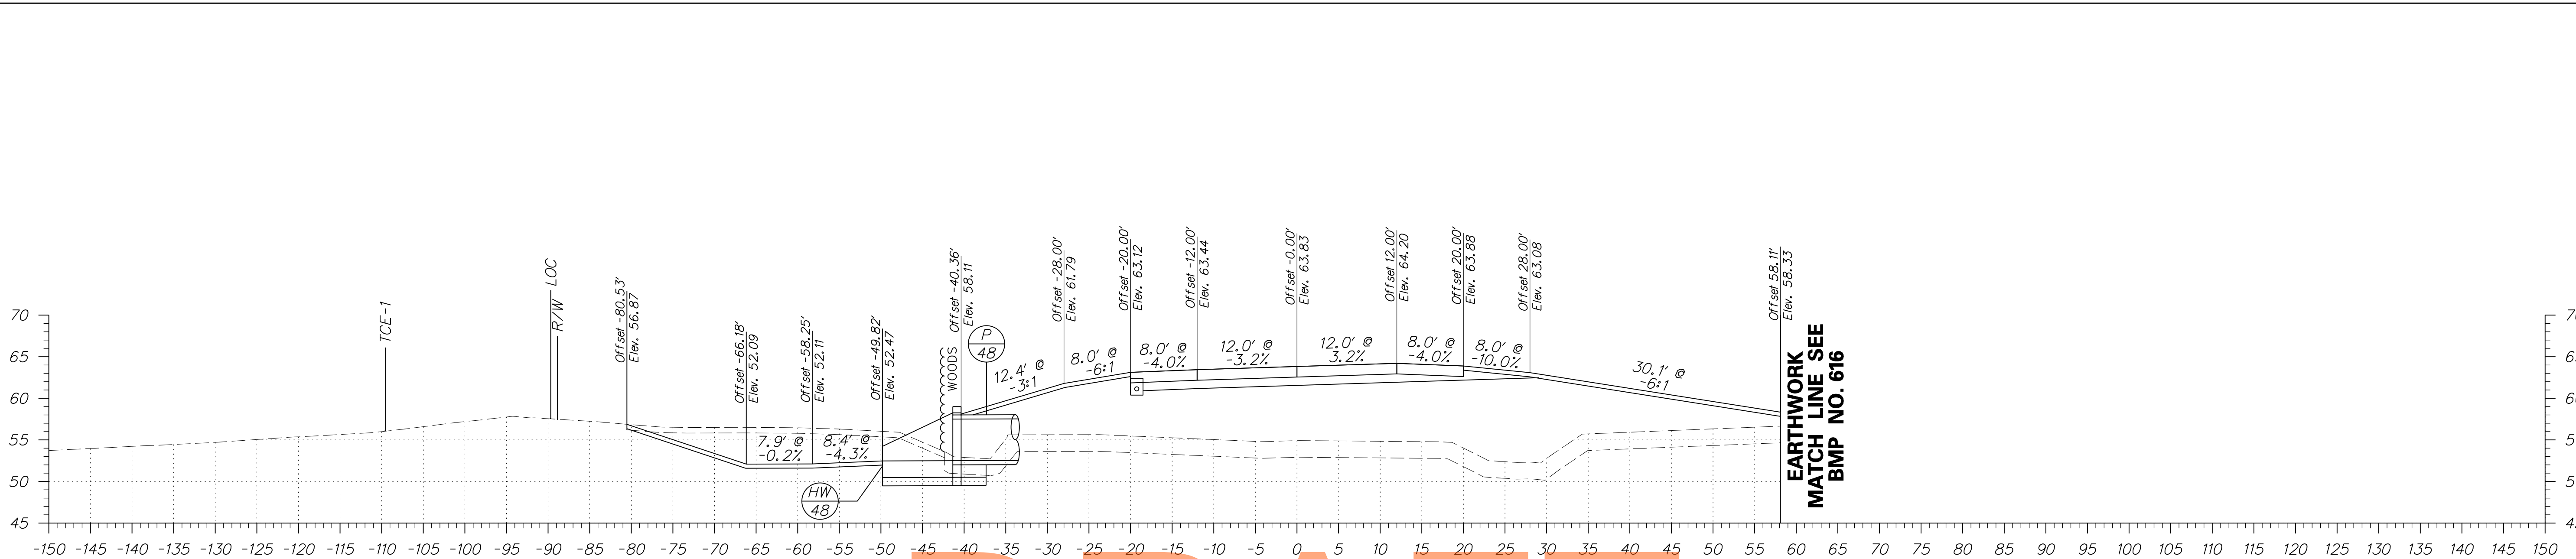 TCE-1
LOC
R/W
Offset -80.53'
Elev. 56.87
Offset -66.18'
Elev. 52.09
Offset -58.25'
Elev. 52.11
Offset -49.82'
Elev. 52.47
Offset -40.36'
Elev. 58.11
Offset -28.00'
Elev. 61.79
Offset -20.00'
Elev. 63.12
Offset -12.00'
Elev. 63.44
Offset -0.00'
Elev. 63.83
Offset 12.00'
Elev. 64.20
Offset 20.00'
Elev. 63.88
Offset 28.00'
Elev. 63.08
Offset 58.11'
Elev. 58.33
WOODS
P
48
HW
48
7.9' @
-0.2%
8.4' @
-4.3%
12.4' @
-3:1
8.0' @
-6:1
8.0' @
-4.0%
12.0' @
-3.2%
12.0' @
3.2%
8.0' @
-4.0%
8.0' @
-10.0%
30.1' @
-6:1
EARTHWORK
MATCH LINE SEE
BMP NO. 616
70
65
60
55
50
45
-150 -145 -140 -135 -130 -125 -120 -115 -110 -105 -100 -95 -90 -85 -80 -75 -70 -65 -60 -55 -50 -45 -40 -35 -30 -25 -20 -15 -10 -5 0 5 10 15 20 25 30 35 40 45 50 55 60 65 70 75 80 85 90 95 100 105 110 115 120 125 130 135 140 145 150